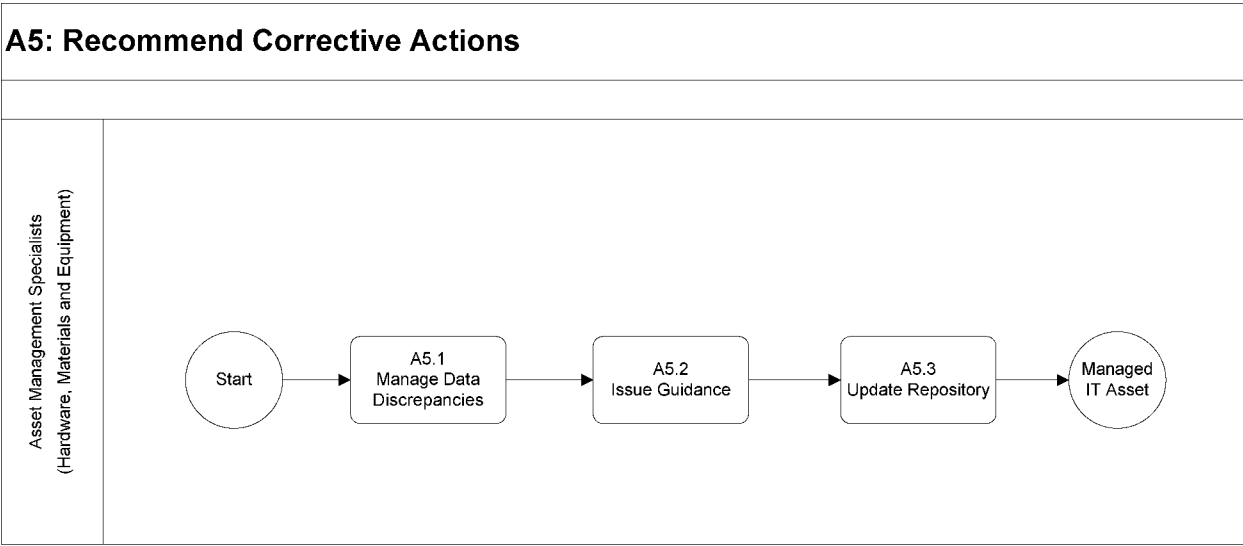 A5: Recommend Corrective Actions
Asset Management Specialists
(Hardware, Materials and Equipment)
Start
A5.1
Manage Data
Discrepancies
A5.2
Issue Guidance
A5.3
Update Repository
Managed
IT Asset